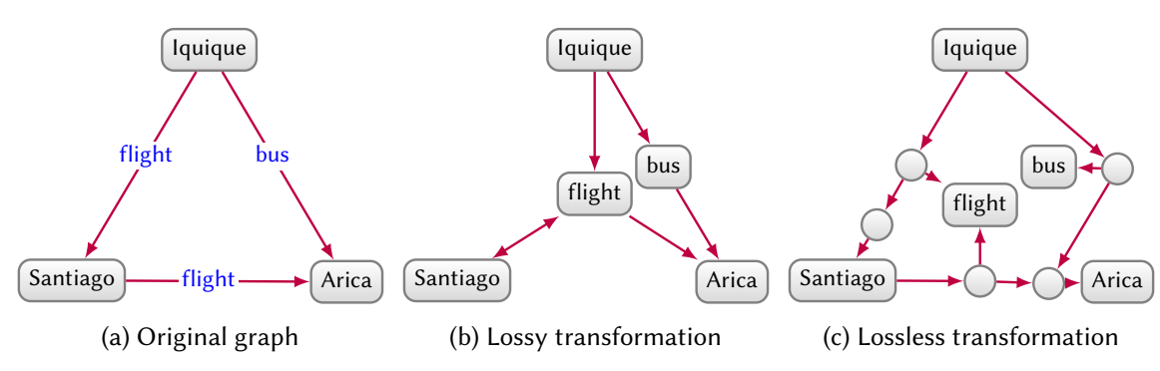 Iquique
flight
bus
Santiago
flight
Arica
(a) Original graph
Iquique
bus
flight
Santiago
Arica
(b) Lossy transformation
Iquique
bus
flight
Santiago
Arica
(c) Lossless transformation